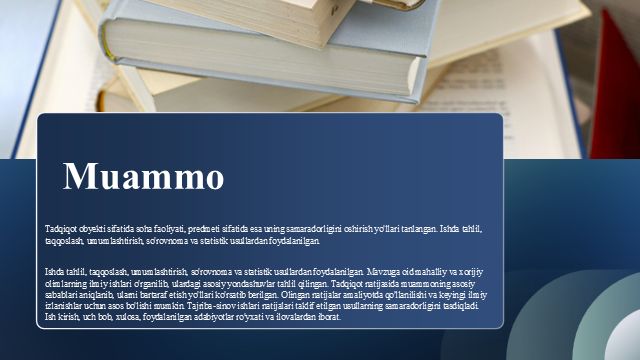 Muammo
Tadqiqot obyekti sifatida soha faoliyati, predmeti sifatida esa uning samaradorligini oshirish yo'llari tanlangan. Ishda tahlil,
taqqoslash, umumlashtirish, so'rovnoma va statistik usullardan foydalanilgan.
Ishda tahlil, taqqoslash, umumlashtirish, so'rovnoma va statistik usullardan foydalanilgan. Mavzuga oid mahalliy va xorijiy
olimlarning ilmiy ishlari o'rganilib, ulardagi asosiy yondashuvlar tahlil qilingan. Tadqiqot natijasida muammoning asosiy
sabablari aniqlanib, ularni bartaraf etish yo'llari ko'rsatib berilgan. Olingan natijalar amaliyotda qo'llanilishi va keyingi ilmiy
izlanishlar uchun asos bo'lishi mumkin. Tajriba-sinov ishlari natijalari taklif etilgan usullarning samaradorligini tasdiqladi.
Ish kirish, uch bob, xulosa, foydalanilgan adabiyotlar ro'yxati va ilovalardan iborat.